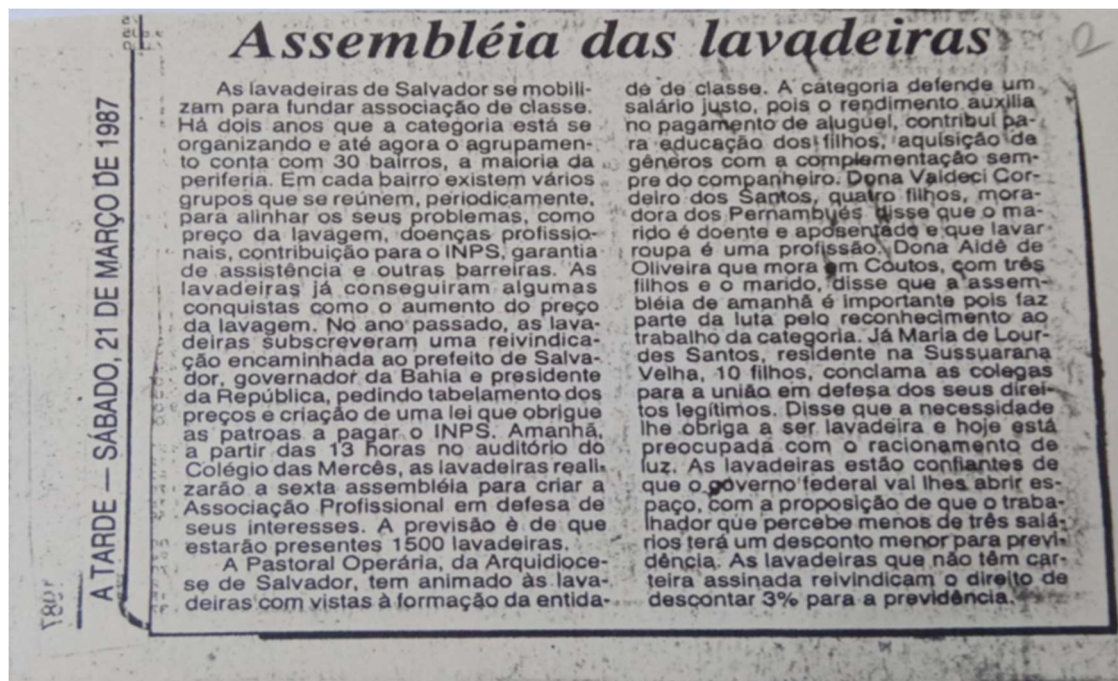 Assembléia das lavadeiras
A TARDE — SÁBADO, 21 DE MARÇO DE 1987
As lavadeiras de Salvador se mobili-
zam para fundar associação de classe.
Há dois anos que a categoria está se
organizando e até agora o agrupamen-
to conta com 30 bairros, a maioria da
periferia. Em cada bairro existem vários
grupos que se reúnem, periodicamente,
para alinhar os seus problemas, como
preço da lavagem, doenças profissio-
nais, contribuição para o INPS, garantia
de assistência e outras barreiras. As
lavadeiras já conseguiram algumas
conquistas como o aumento do preço
da lavagem. No ano passado, as lava-
deiras subscreveram uma reivindica-
ção encaminhada ao prefeito de Salva-
dor, governador da Bahia e presidente
da República, pedindo tabelamento dos
preços e criação de uma lei que obrigue
as patroas a pagar o INPS. Amanhã,
a partir das 13 horas no auditório do
Colégio das Mercês, as lavadeiras reali-
zarão a sexta assembléia para criar a
Associação Profissional em defesa de
seus interesses. A previsão è de que
estarão presentes 1500 lavadeiras.
A Pastoral Operária, da Arquidioce-
se de Salvador, tem animado às lava-
deiras com vistas à formação da entida-
de de classe. A categoria defende um
salário justo, pois o rendimento auxilia
no pagamento de aluguel, contribui pa-
ra educação dos filhos, aquisição de
gêneros com a complementação sem-
pre do companheiro. Dona Valdeci Cor-
deiro dos Santos, quatro filhos, mora-
dora dos Pernambués disse que o ma-
rido é doente e aposentado e que lavar
roupa é uma profissão. Dona Aidê de
Oliveira que mora em Coutos, com três
filhos e o marido, disse que a assem-
bléia de amanhã é importante pois faz
parte da luta pelo reconhecimento ao
trabalho da categoria. Já Maria de Lour-
des Santos, residente na Sussuarana
Velha, 10 filhos, conclama as colegas
para a união em defesa dos seus direi-
tos legítimos. Disse que a necessidade
lhe obriga a ser lavadeira e hoje está
preocupada com o racionamento de
luz. As lavadeiras estão confiantes de
que o governo federal vai lhes abrir es-
paço, com a proposição de que o traba-
lhador que percebe menos de três salá-
rios terá um desconto menor para previ-
dência. As lavadeiras que não têm car-
teira assinada reivindicam o direito de
descontar 3% para a previdência.